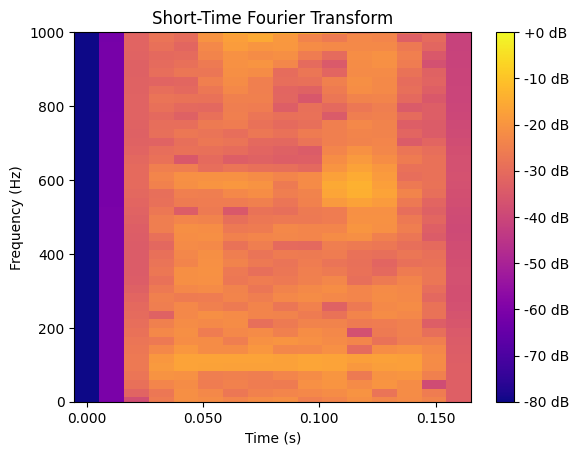 Short-Time Fourier Transform
1000
800
600
400
200
0
Frequency (Hz)
0.000
0.050
0.100
0.150
Time (s)
+0 dB
-10 dB
-20 dB
-30 dB
-40 dB
-50 dB
-60 dB
-70 dB
-80 dB